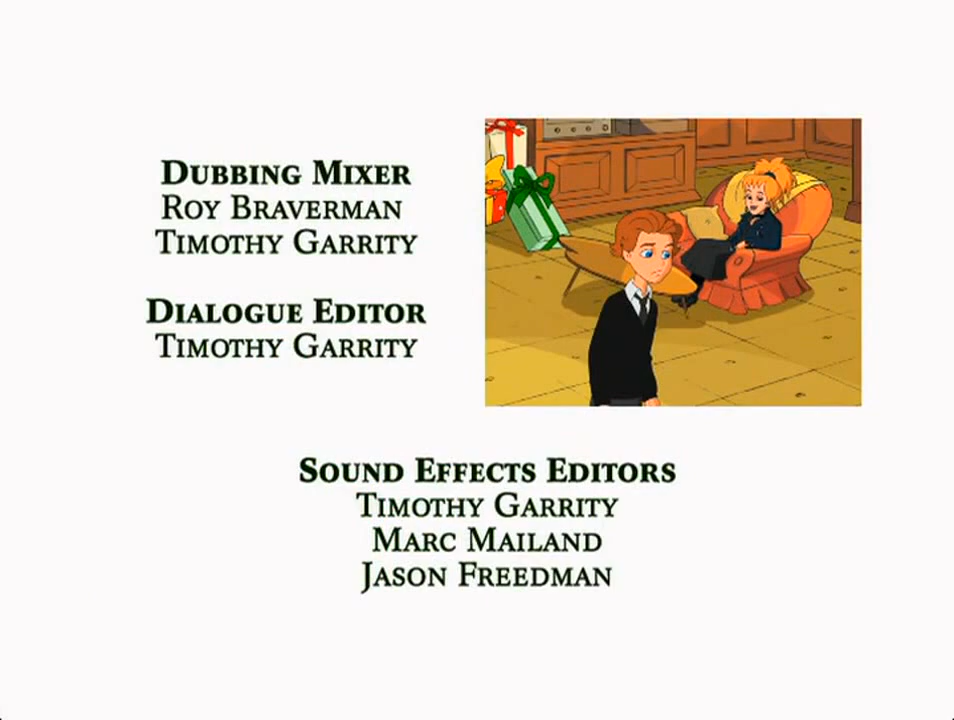 DUBBING MIXER
ROY BRAVERMAN
TIMOTHY GARRITY
DIALOGUE EDITOR
TIMOTHY GARRITY
SOUND EFFECTS EDITORS
TIMOTHY GARRITY
MARC MAILAND
JASON FREEDMAN